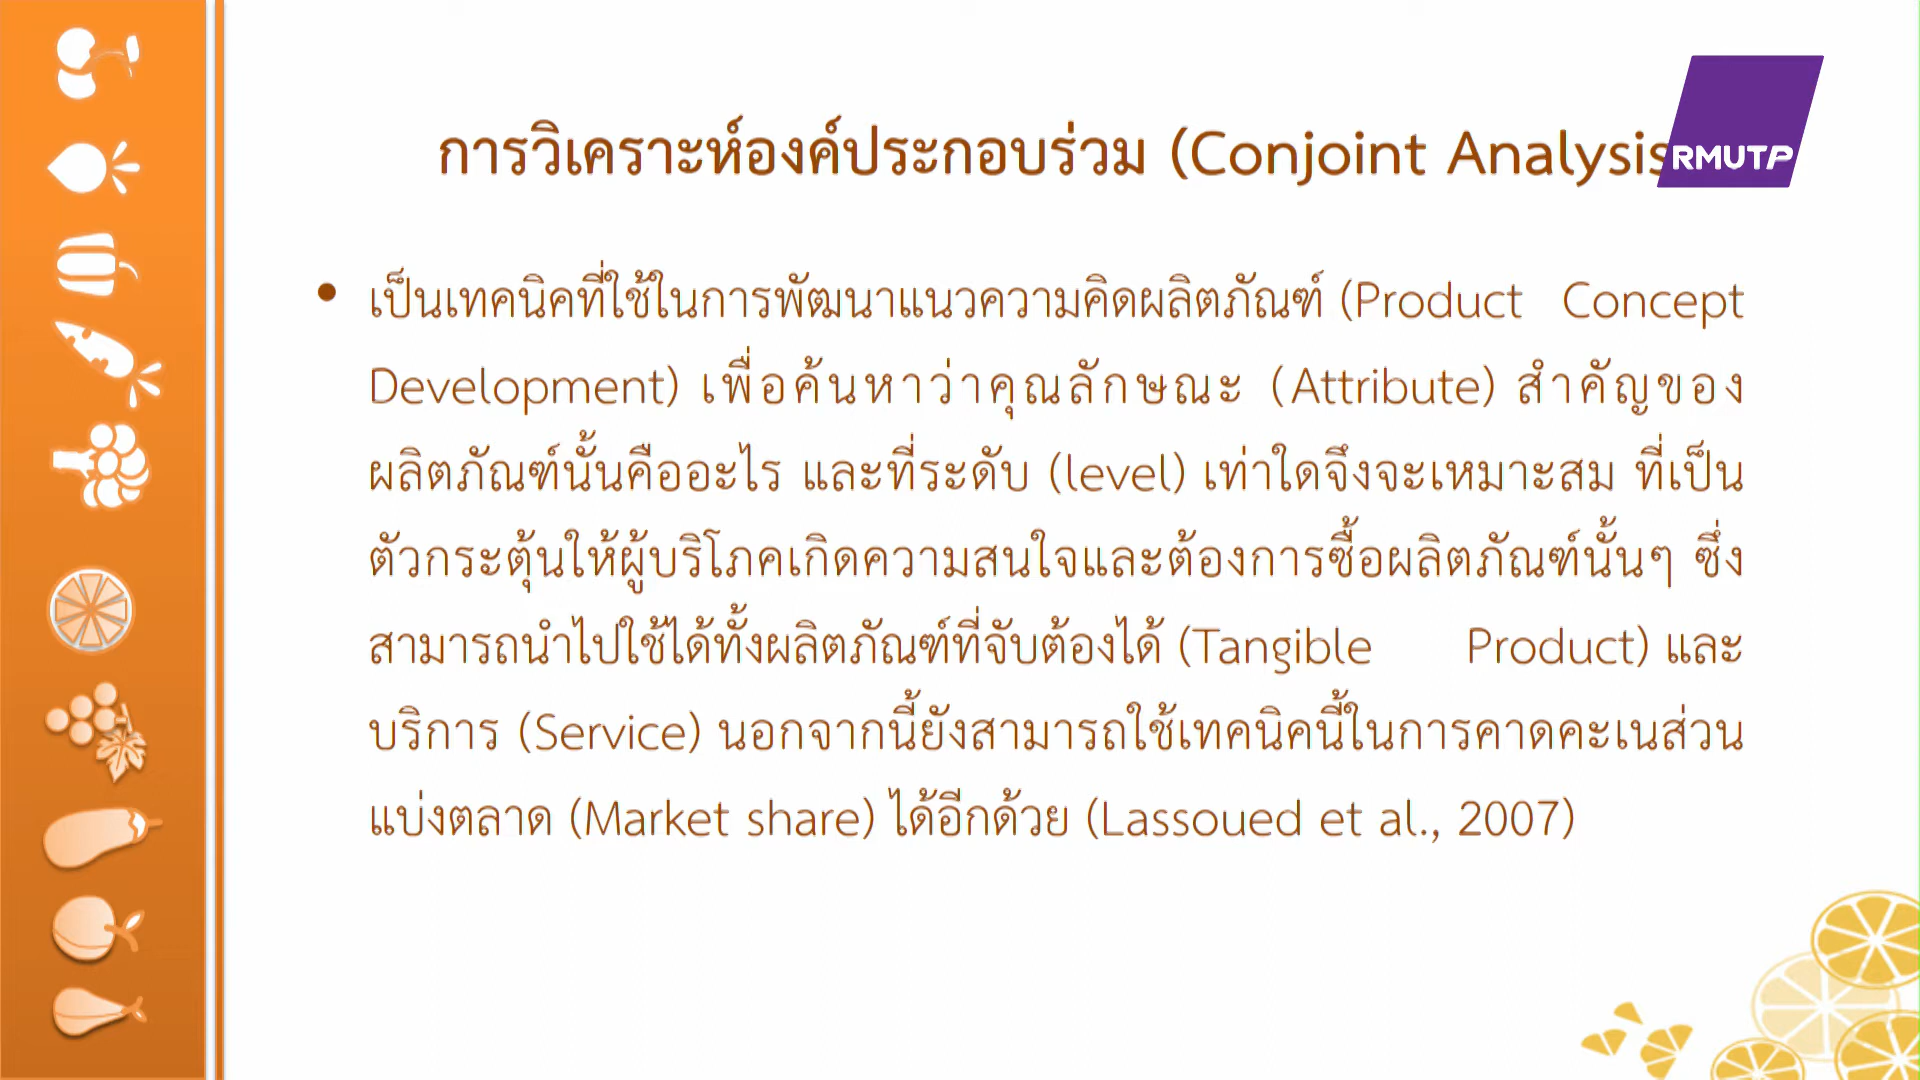 การวิเคราะห์องค์ประกอบร่วม (Conjoint Analysis
RMUTP
• เป็นเทคนิคที่ใช้ในการพัฒนาแนวความคิดผลิตภัณฑ์ (Product Concept
Development) เพื่อค้นหาว่าคุณลักษณะ (Attribute) สำคัญของ
ผลิตภัณฑ์นั้นคืออะไร และที่ระดับ (level) เท่าใดจึงจะเหมาะสม ที่เป็น
ตัวกระตุ้นให้ผู้บริโภคเกิดความสนใจและต้องการซื้อผลิตภัณฑ์นั้นๆ ซึ่ง
สามารถนำไปใช้ได้ทั้งผลิตภัณฑ์ที่จับต้องได้ (Tangible Product) และ
บริการ (Service) นอกจากนี้ยังสามารถใช้เทคนิคนี้ในการคาดคะเนส่วน
แบ่งตลาด (Market share) ได้อีกด้วย (Lassoued et al., 2007)